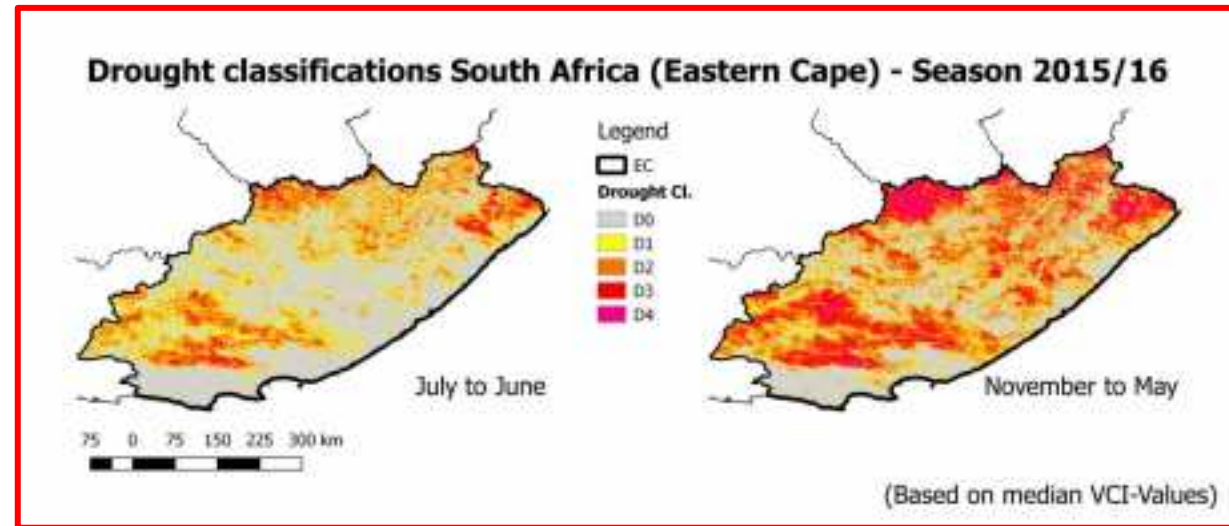 Drought classifications South Africa (Eastern Cape) - Season 2015/16
Legend
EC
Drought Cl.
D0
D1
D2
D3
D4
July to June
November to May
75 0 75 150 225 300 km
(Based on median VCI-Values)